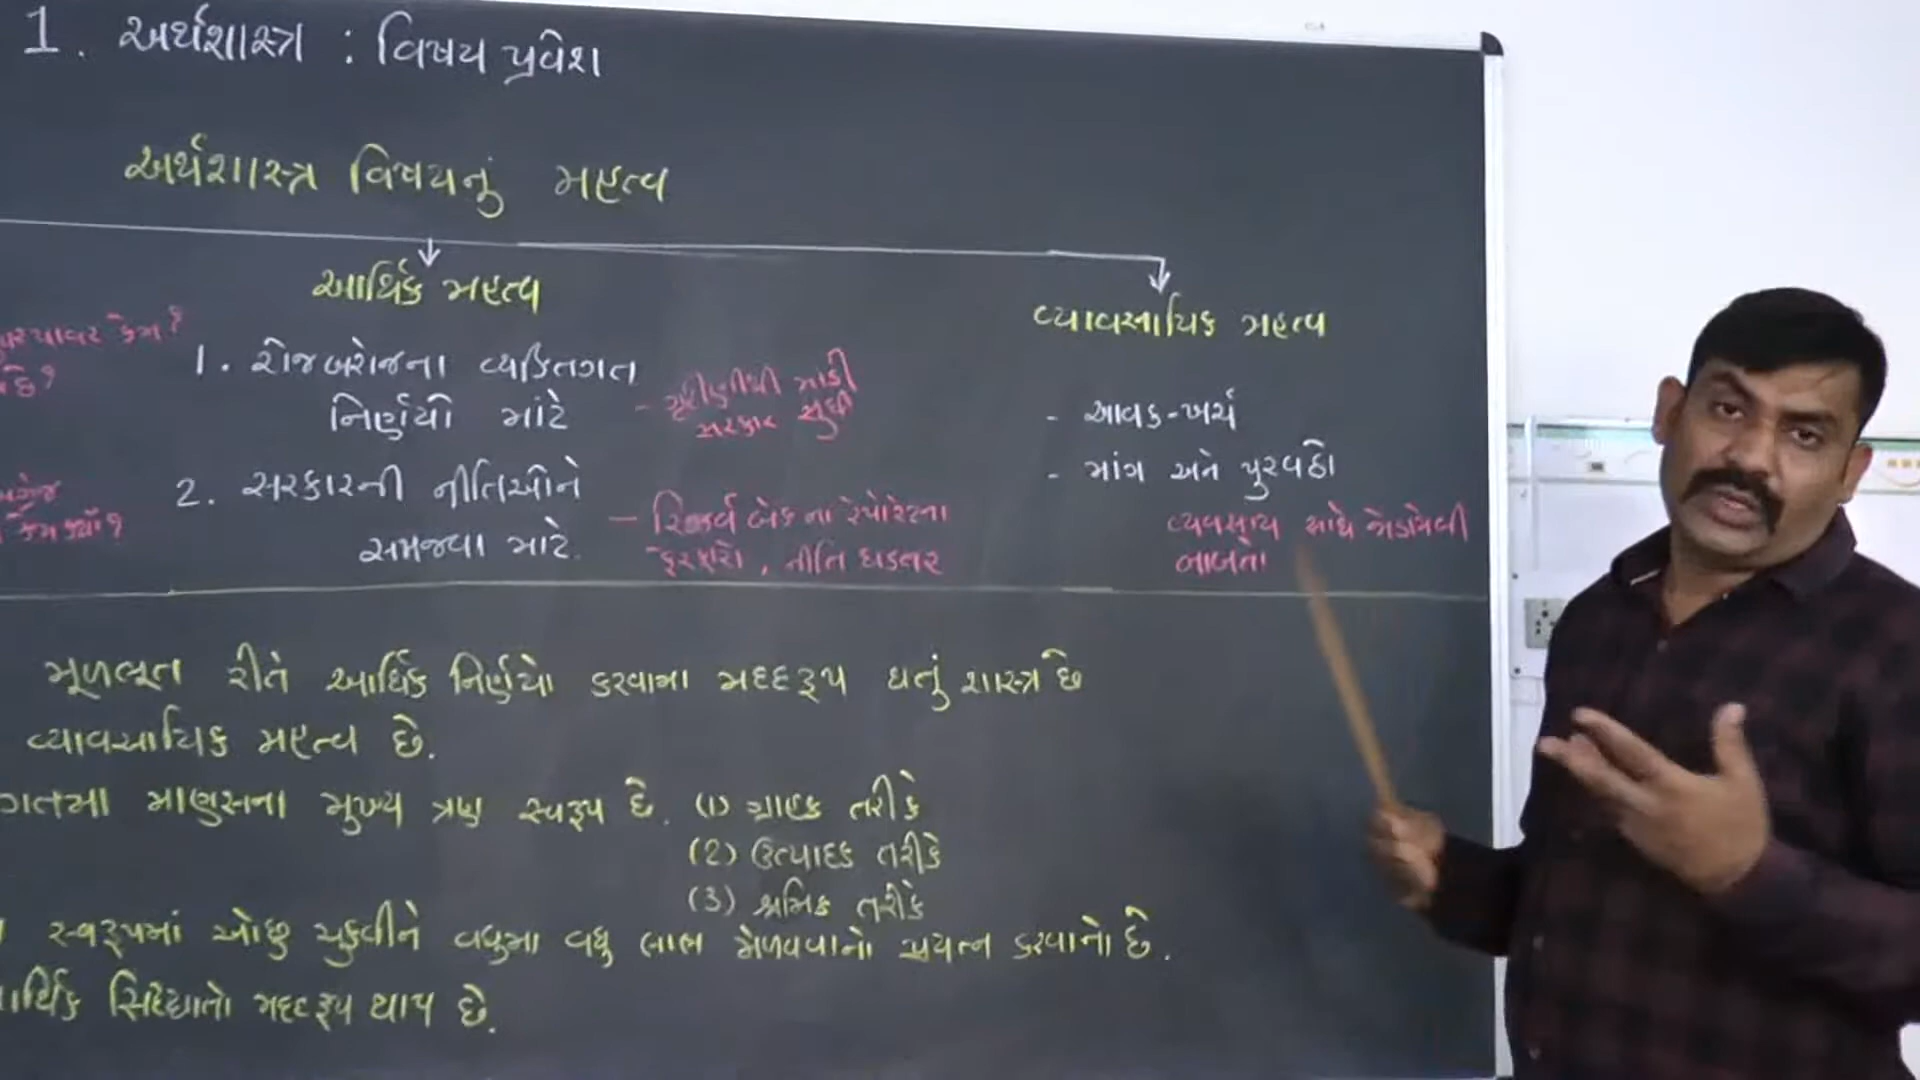 1. અર્થશાસ્ત્ર : વિષય પ્રવેશ
અર્થશાસ્ત્ર વિષયનું મહત્વ
આર્થિક મહત્વ
કેમ?
1. રોજબરોજના વ્યકિતગત
નિર્ણયો માટે
- ગૃહીણીથી માંડી
સરકાર સુધી
2. સરકારની નીતિઓને
સમજવા માટે.
- રિઝર્વ બેંકના રેપોરેટના
ફેરફારો, નીતિ ઘડતર
વ્યાવસાયિક મહત્વ
- આવક-ખર્ચ
- માંગ અને પુરવઠો
વ્યવસાય સાથે જોડાયેલી
બાબતો
મૂળભૂત રીતે આર્થિક નિર્ણયો કરવામા મદદરૂપ થતું શાસ્ત્ર છે
વ્યાવસાયિક મહત્વ છે.
ગતમા માણસના મુખ્ય ત્રણ સ્વરૂપ છે. (1) ગ્રાહક તરીકે
(2) ઉત્પાદક તરીકે
(3) શ્રમિક તરીકે
સ્વરૂપમાં ઓછુ ચુકવીને વધુમા વધુ લાભ મેળવવાનો પ્રયત્ન કરવાનો છે.
ાર્થિક સિદ્ધાંતો મદદરૂપ થાય છે.